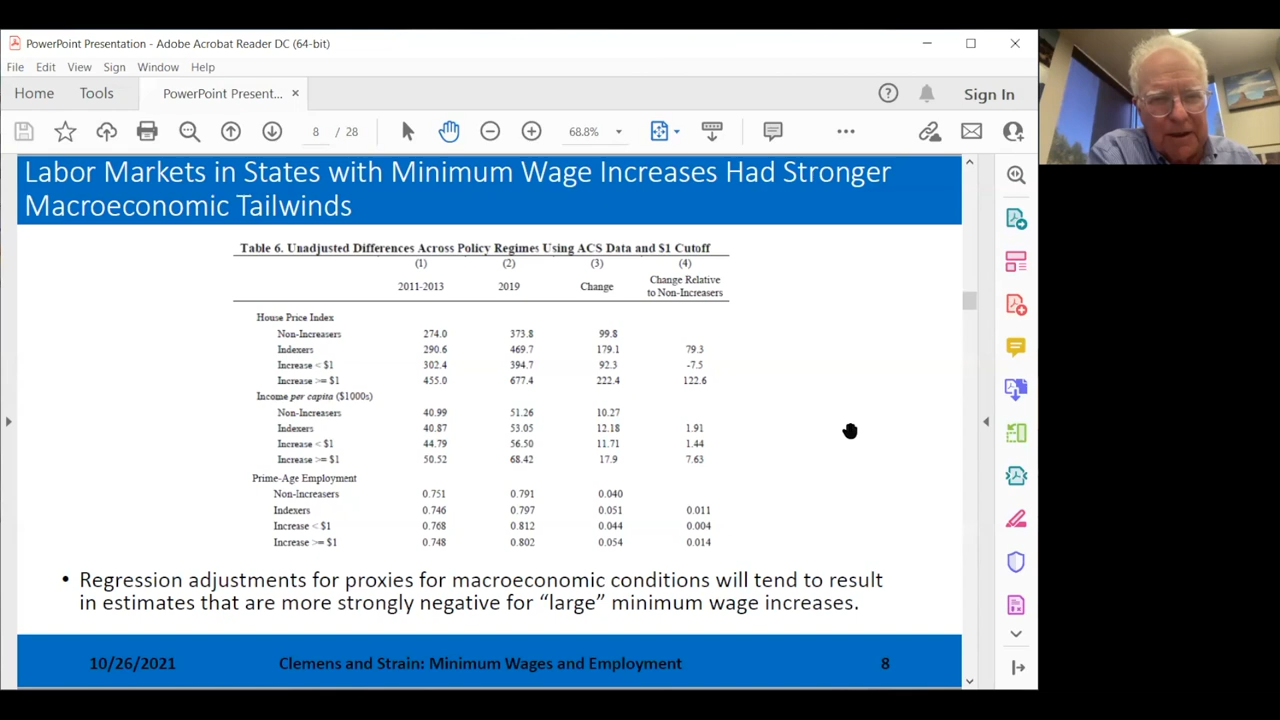 PowerPoint Presentation - Adobe Acrobat Reader DC (64-bit)
File Edit View Sign Window Help
Home Tools PowerPoint Present... × Sign In
8 / 28 68.8%
Labor Markets in States with Minimum Wage Increases Had Stronger
Macroeconomic Tailwinds
Table 6. Unadjusted Differences Across Policy Regimes Using ACS Data and $1 Cutoff
(1) (2) (3) (4)
2011-2013 2019 Change Change Relative
to Non-Increasers
House Price Index
Non-Increasers 274.0 373.8 99.8
Indexers 290.6 469.7 179.1 79.3
Increase < $1 302.4 394.7 92.3 -7.5
Increase >= $1 455.0 677.4 222.4 122.6
Income per capita ($1000s)
Non-Increasers 40.99 51.26 10.27
Indexers 40.87 53.05 12.18 1.91
Increase < $1 44.79 56.50 11.71 1.44
Increase >= $1 50.52 68.42 17.9 7.63
Prime-Age Employment
Non-Increasers 0.751 0.791 0.040
Indexers 0.746 0.797 0.051 0.011
Increase < $1 0.768 0.812 0.044 0.004
Increase >= $1 0.748 0.802 0.054 0.014
• Regression adjustments for proxies for macroeconomic conditions will tend to result
in estimates that are more strongly negative for “large” minimum wage increases.
10/26/2021 Clemens and Strain: Minimum Wages and Employment 8